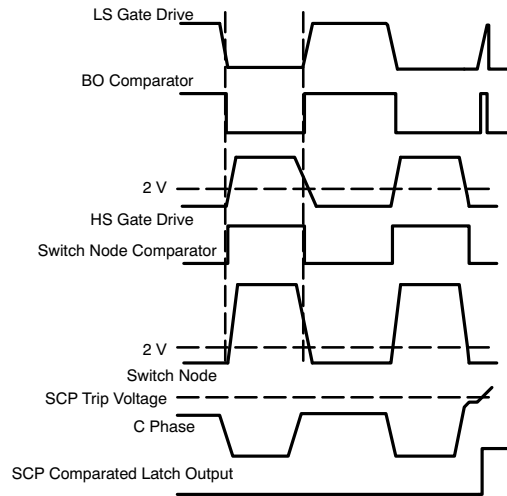 LS Gate Drive
BO Comparator
2 V
HS Gate Drive
Switch Node Comparator
2 V
Switch Node
SCP Trip Voltage
C Phase
SCP Comparated Latch Output